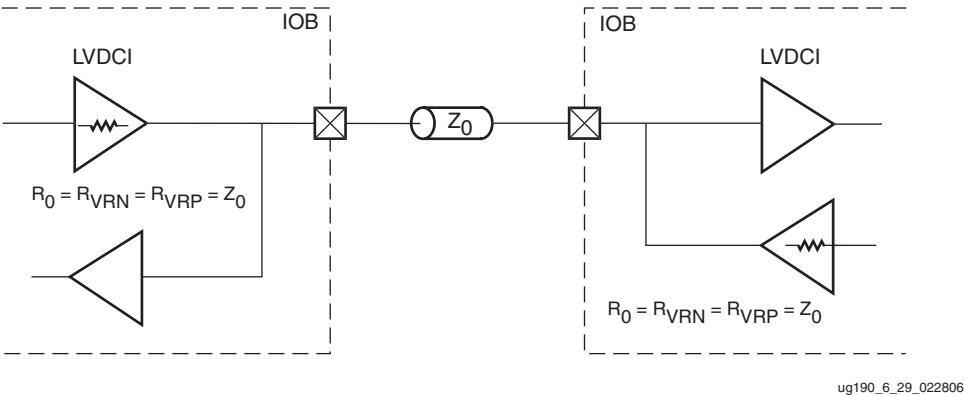 IOB
IOB
LVDCI
LVDCI
Z0
R0 = RVRN = RVRP = Z0
R0 = RVRN = RVRP = Z0
ug190_6_29_022806